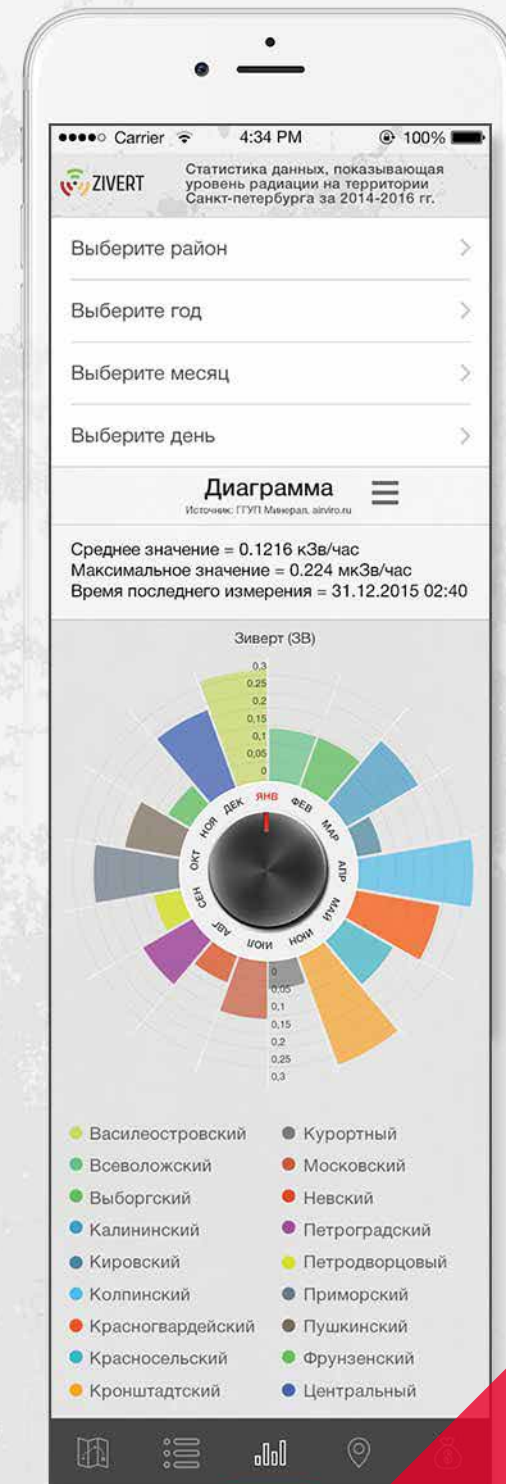 Carrier 4:34 PM 100%
ZIVERT
Статистика данных, показывающая
уровень радиации на территории
Санкт-петербурга за 2014-2016 гг.
Выберите район
Выберите год
Выберите месяц
Выберите день
Диаграмма
Источник: ГГУП Минерал, airviro.ru
Среднее значение = 0.1216 кЗв/час
Максимальное значение = 0.224 мкЗв/час
Время последнего измерения = 31.12.2015 02:40
Зиверт (ЗВ)
0,3
0.25
0.2
0,15
0,1
0,05
0
ЯНВ
ФЕВ
МАР
АПР
МАЙ
ИЮН
ИЮЛ
АВГ
СЕН
ОКТ
НОЯ
ДЕК
0
0,05
0,1
0,15
0,2
0,25
0,3
Василеостровский
Всеволожский
Выборгский
Калининский
Кировский
Колпинский
Красногвардейский
Красносельский
Кронштадтский
Курортный
Московский
Невский
Петроградский
Петродворцовый
Приморский
Пушкинский
Фрунзенский
Центральный